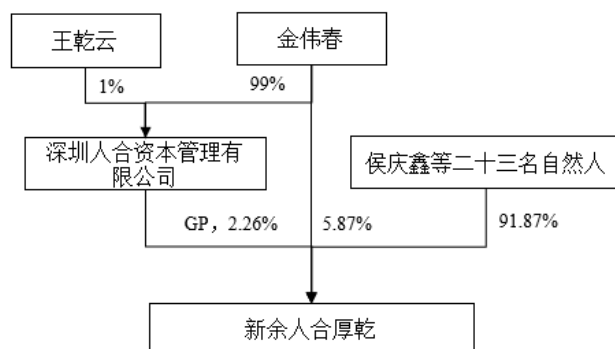 王乾云
金伟春
1%
99%
深圳人合资本管理有
限公司
侯庆鑫等二十三名自然人
GP，2.26%
5.87%
91.87%
新余人合厚乾